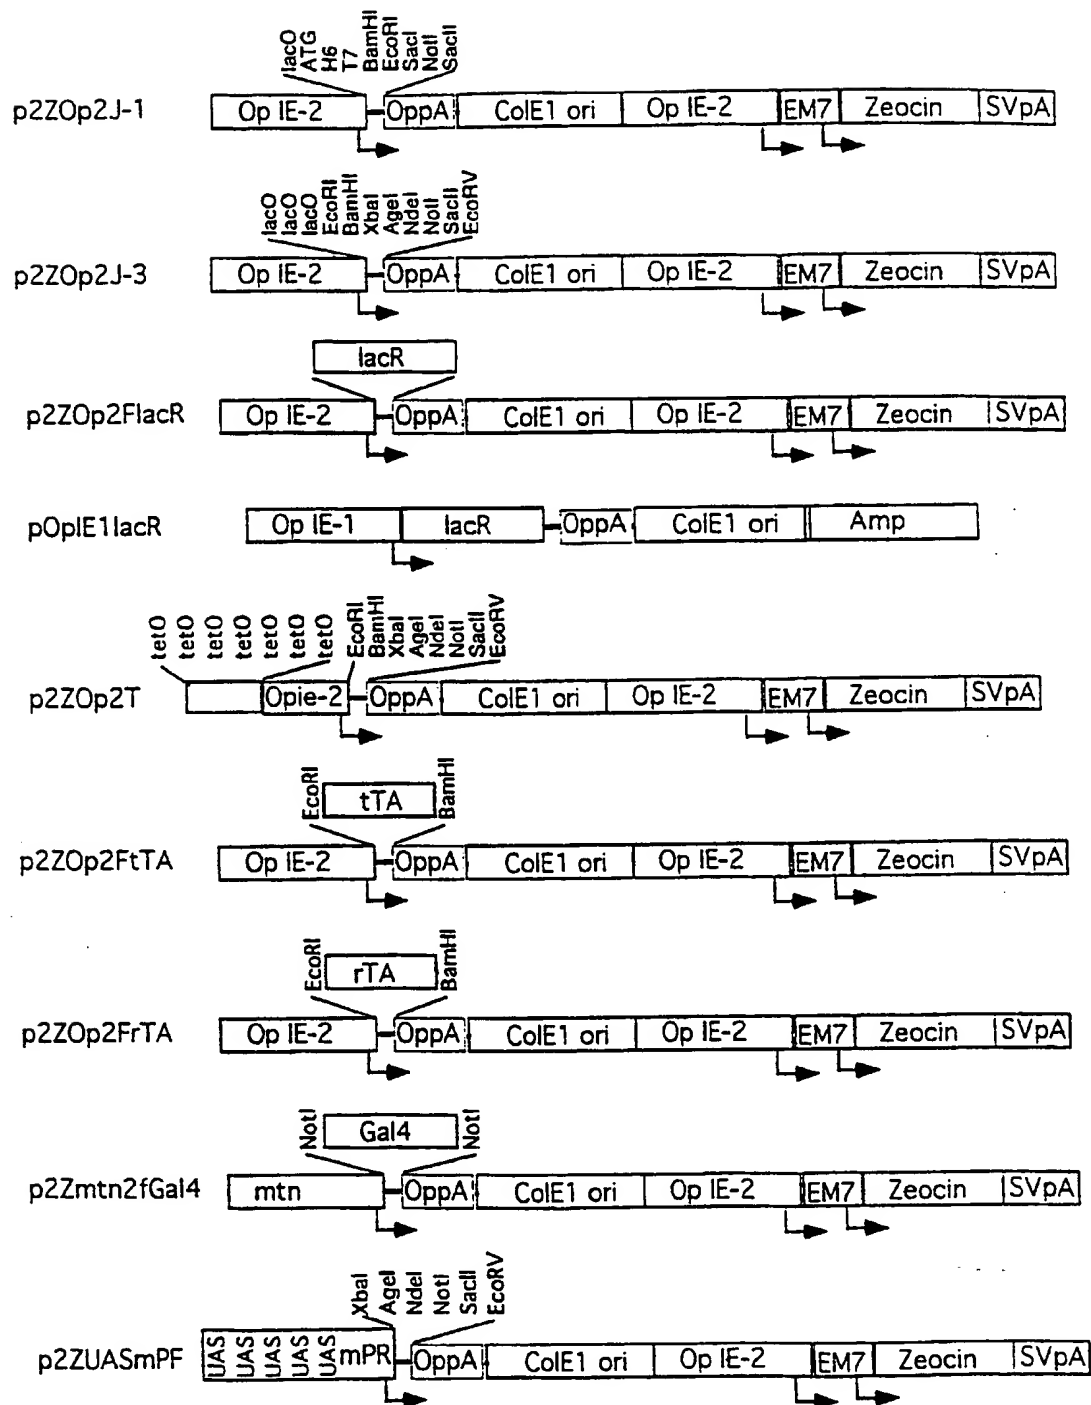 lacO ATG H6 T7 BamHI EcoRI SacI NotI SacII
p2ZOp2J-1 Op IE-2 OppA ColE1 ori Op IE-2 EM7 Zeocin SVpA
lacO lacO lacO EcoRI BamHI XbaI AgeI NdeI NotI SacII EcoRV
p2ZOp2J-3 Op IE-2 OppA ColE1 ori Op IE-2 EM7 Zeocin SVpA
lacR
p2ZOp2FlacR Op IE-2 OppA ColE1 ori Op IE-2 EM7 Zeocin SVpA
pOpIE1lacR Op IE-1 lacR OppA ColE1 ori Amp
tetO tetO tetO tetO tetO tetO tetO EcoRI BamHI XbaI AgeI NdeI NotI SacII EcoRV
p2ZOp2T Opie-2 OppA ColE1 ori Op IE-2 EM7 Zeocin SVpA
EcoRI tTA BamHI
p2ZOp2FtTA Op IE-2 OppA ColE1 ori Op IE-2 EM7 Zeocin SVpA
EcoRI rTA BamHI
p2ZOp2FrTA Op IE-2 OppA ColE1 ori Op IE-2 EM7 Zeocin SVpA
NotI Gal4 NotI
p2Zmtn2fGal4 mtn OppA ColE1 ori Op IE-2 EM7 Zeocin SVpA
XbaI AgeI NdeI NotI SacII EcoRV
p2ZUASmPF UAS UAS UAS UAS UAS mPR OppA ColE1 ori Op IE-2 EM7 Zeocin SVpA